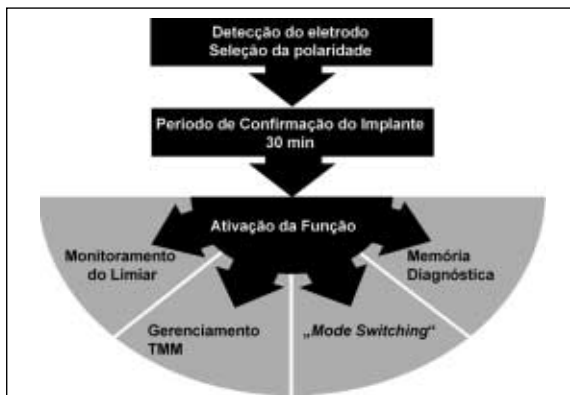 Detecção do eletrodo
Seleção da polaridade
Periodo de Confirmação do Implante
30 min
Ativação da Função
Monitoramento
do Limiar
Gerenciamento
TMM
„Mode Switching“
Memória
Diagnóstica